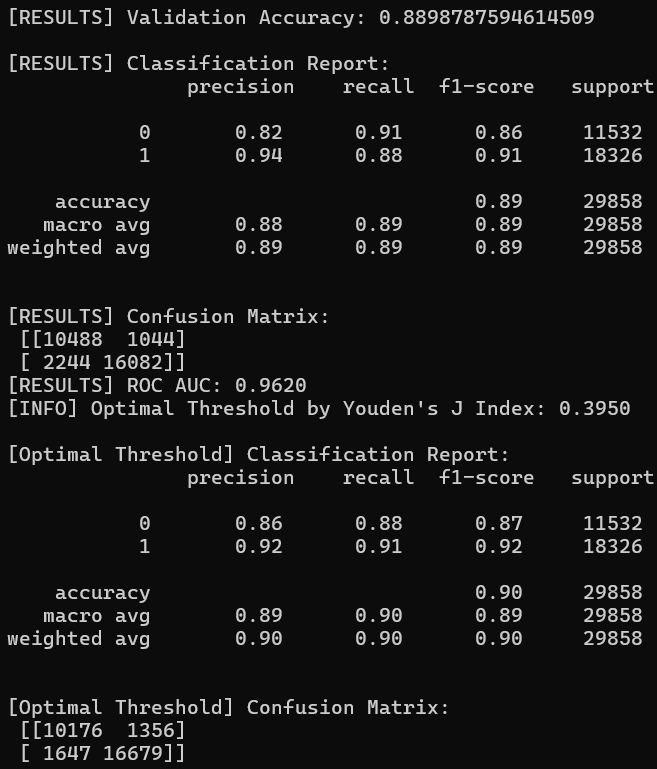 [RESULTS] Validation Accuracy: 0.8898787594614509
[RESULTS] Classification Report:
precision recall f1-score support
0 0.82 0.91 0.86 11532
1 0.94 0.88 0.91 18326
accuracy 0.89 29858
macro avg 0.88 0.89 0.89 29858
weighted avg 0.89 0.89 0.89 29858
[RESULTS] Confusion Matrix:
[[10488 1044]
[ 2244 16082]]
[RESULTS] ROC AUC: 0.9620
[INFO] Optimal Threshold by Youden's J Index: 0.3950
[Optimal Threshold] Classification Report:
precision recall f1-score support
0 0.86 0.88 0.87 11532
1 0.92 0.91 0.92 18326
accuracy 0.90 29858
macro avg 0.89 0.90 0.89 29858
weighted avg 0.90 0.90 0.90 29858
[Optimal Threshold] Confusion Matrix:
[[10176 1356]
[ 1647 16679]]